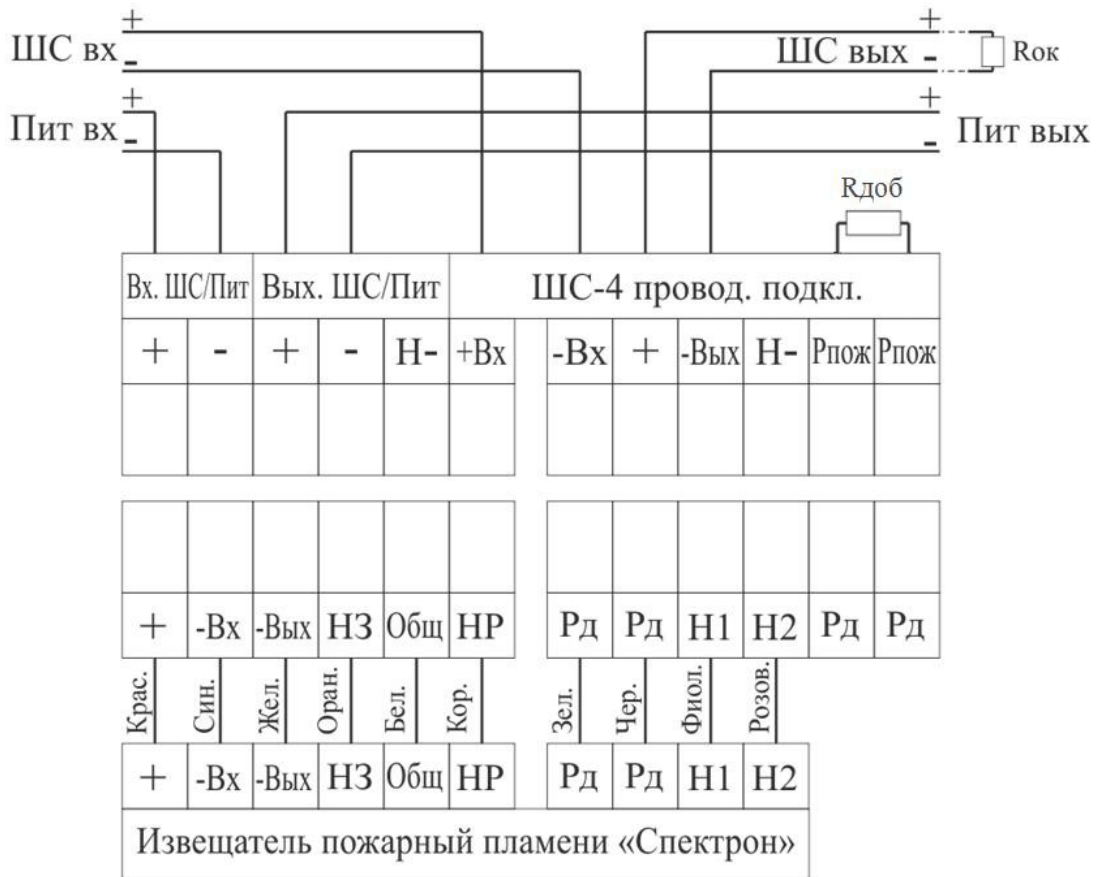 + +
ШС вх - ШС вых - Rок
+ +
Пит вх - - Пит вых
Rдоб
Вх. ШС/Пит Вых. ШС/Пит ШС-4 провод. подкл.
+ - + - Н- +Вх -Вх + -Вых Н- Рпож Рпож
+ -Вх -Вых НЗ Общ НР Рд Рд Н1 Н2 Рд Рд
Крас. Син. Жел. Оран. Бел. Кор. Зел. Чер. Фиол. Розов.
+ -Вх -Вых НЗ Общ НР Рд Рд Н1 Н2
Извещатель пожарный пламени «Спектрон»